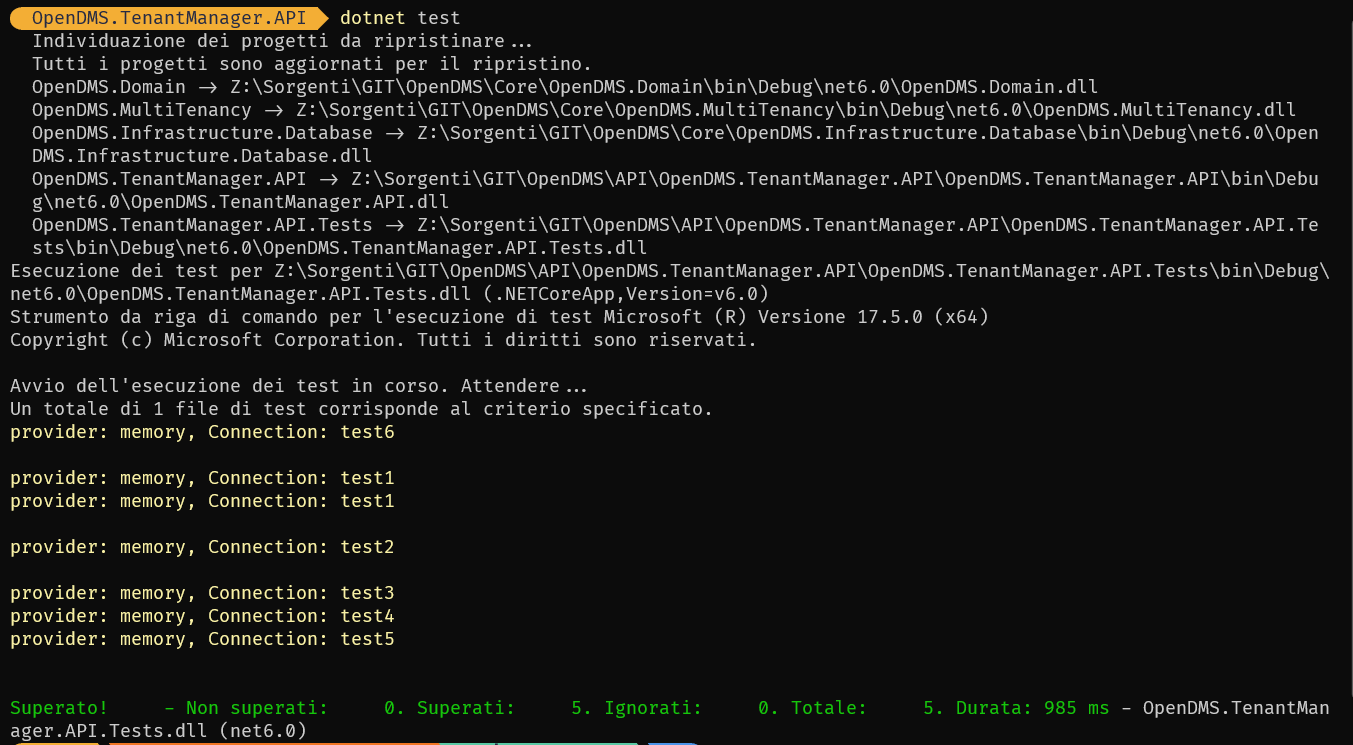 OpenDMS.TenantManager.API dotnet test
Individuazione dei progetti da ripristinare...
Tutti i progetti sono aggiornati per il ripristino.
OpenDMS.Domain -> Z:\Sorgenti\GIT\OpenDMS\Core\OpenDMS.Domain\bin\Debug\net6.0\OpenDMS.Domain.dll
OpenDMS.MultiTenancy -> Z:\Sorgenti\GIT\OpenDMS\Core\OpenDMS.MultiTenancy\bin\Debug\net6.0\OpenDMS.MultiTenancy.dll
OpenDMS.Infrastructure.Database -> Z:\Sorgenti\GIT\OpenDMS\Core\OpenDMS.Infrastructure.Database\bin\Debug\net6.0\Open
DMS.Infrastructure.Database.dll
OpenDMS.TenantManager.API -> Z:\Sorgenti\GIT\OpenDMS\API\OpenDMS.TenantManager.API\OpenDMS.TenantManager.API\bin\Debu
g\net6.0\OpenDMS.TenantManager.API.dll
OpenDMS.TenantManager.API.Tests -> Z:\Sorgenti\GIT\OpenDMS\API\OpenDMS.TenantManager.API\OpenDMS.TenantManager.API.Te
sts\bin\Debug\net6.0\OpenDMS.TenantManager.API.Tests.dll
Esecuzione dei test per Z:\Sorgenti\GIT\OpenDMS\API\OpenDMS.TenantManager.API\OpenDMS.TenantManager.API.Tests\bin\Debug\
net6.0\OpenDMS.TenantManager.API.Tests.dll (.NETCoreApp,Version=v6.0)
Strumento da riga di comando per l'esecuzione di test Microsoft (R) Versione 17.5.0 (x64)
Copyright (c) Microsoft Corporation. Tutti i diritti sono riservati.
Avvio dell'esecuzione dei test in corso. Attendere...
Un totale di 1 file di test corrisponde al criterio specificato.
provider: memory, Connection: test6
provider: memory, Connection: test1
provider: memory, Connection: test1
provider: memory, Connection: test2
provider: memory, Connection: test3
provider: memory, Connection: test4
provider: memory, Connection: test5
Superato!     - Non superati:     0. Superati:     5. Ignorati:     0. Totale:     5. Durata: 985 ms - OpenDMS.TenantMan
ager.API.Tests.dll (net6.0)